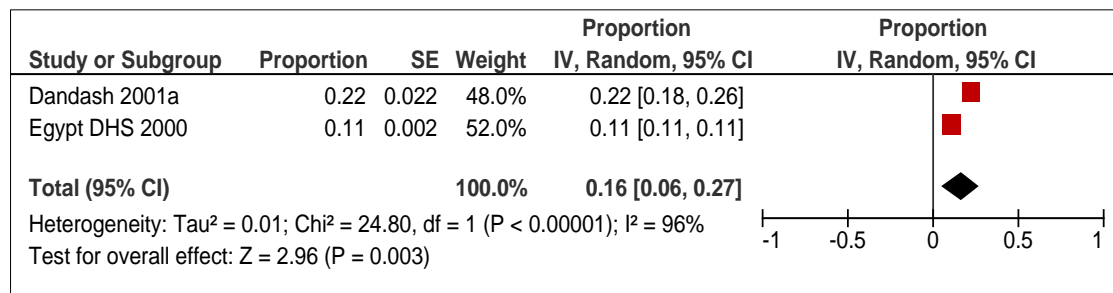 Proportion Proportion
Study or Subgroup Proportion SE Weight IV, Random, 95% CI IV, Random, 95% CI
Dandash 2001a 0.22 0.022 48.0% 0.22 [0.18, 0.26]
Egypt DHS 2000 0.11 0.002 52.0% 0.11 [0.11, 0.11]
Total (95% CI) 100.0% 0.16 [0.06, 0.27]
Heterogeneity: Tau² = 0.01; Chi² = 24.80, df = 1 (P < 0.00001); I² = 96%
Test for overall effect: Z = 2.96 (P = 0.003)
-1 -0.5 0 0.5 1